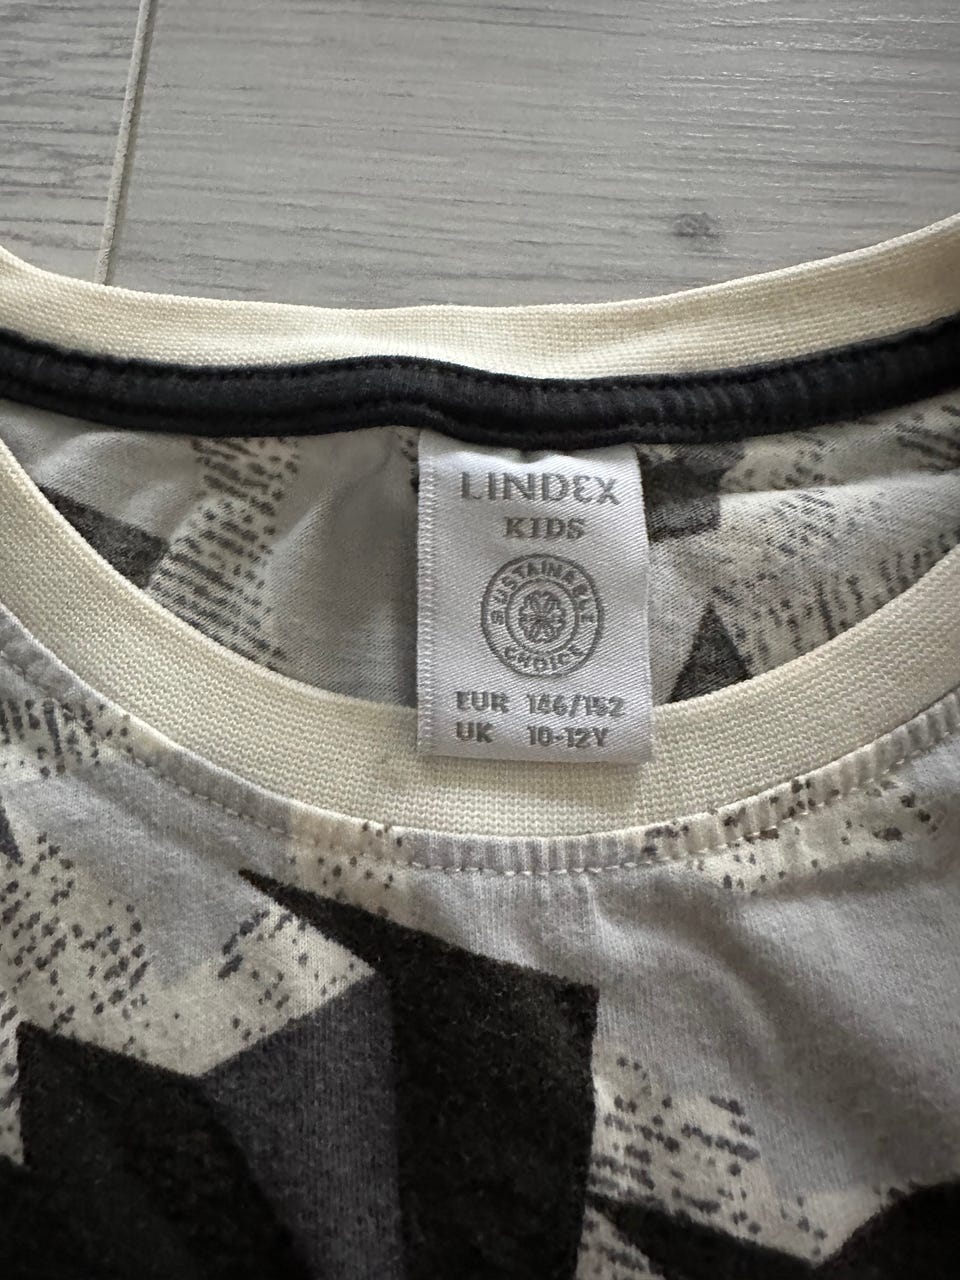 LINDEX
KIDS
SUSTAINABLE
CHOICE
EUR 146/152
UK 10-12Y